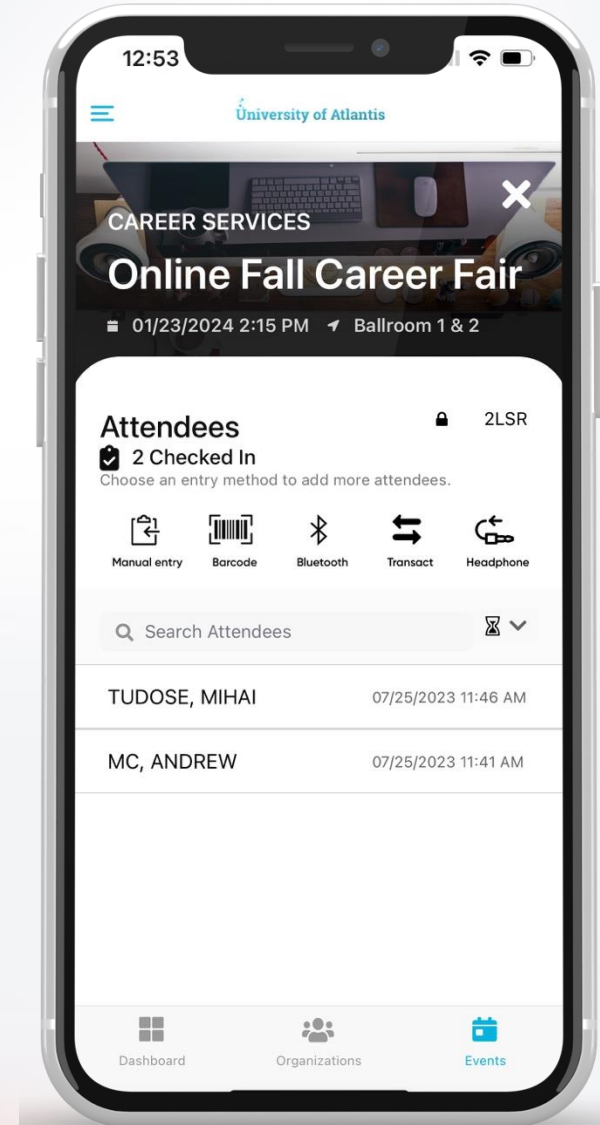 12:53
University of Atlantis
CAREER SERVICES
Online Fall Career Fair
01/23/2024 2:15 PM Ballroom 1 & 2
Attendees 2LSR
2 Checked In
Choose an entry method to add more attendees.
Manual entry Barcode Bluetooth Transact Headphone
Search Attendees
TUDOSE, MIHAI 07/25/2023 11:46 AM
MC, ANDREW 07/25/2023 11:41 AM
Dashboard Organizations Events